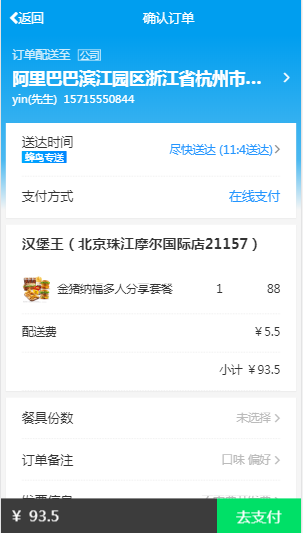 返回
确认订单
订单配送至 公司
阿里巴巴滨江园区浙江省杭州市...
yin(先生) 15715550844
送达时间
蜂鸟专送
尽快送达 (11:4送达)
支付方式
在线支付
汉堡王（北京珠江摩尔国际店21157）
金猪纳福多人分享套餐 1 88
配送费 ¥5.5
小计 ¥93.5
餐具份数 未选择
订单备注 口味 偏好
发票信息
¥ 93.5
去支付